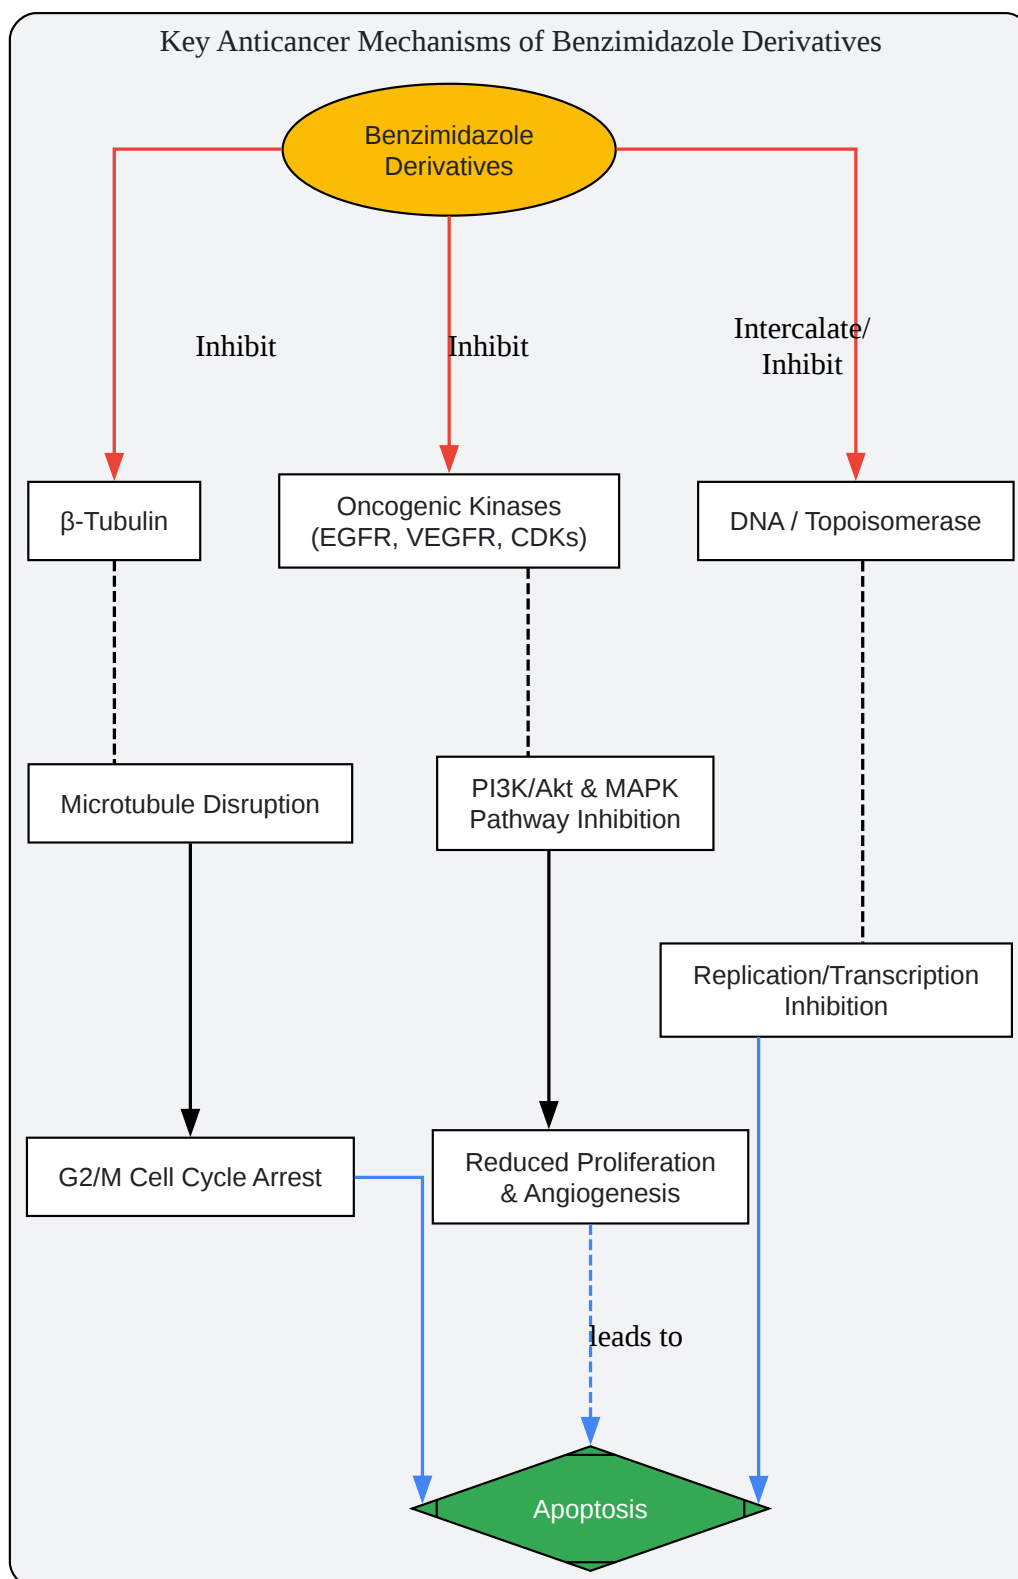 Key Anticancer Mechanisms of Benzimidazole Derivatives
Benzimidazole
Derivatives
Inhibit
Inhibit
Intercalate/
Inhibit
β-Tubulin
Oncogenic Kinases
(EGFR, VEGFR, CDKs)
DNA / Topoisomerase
Microtubule Disruption
PI3K/Akt & MAPK
Pathway Inhibition
Replication/Transcription
Inhibition
G2/M Cell Cycle Arrest
Reduced Proliferation
& Angiogenesis
leads to
Apoptosis